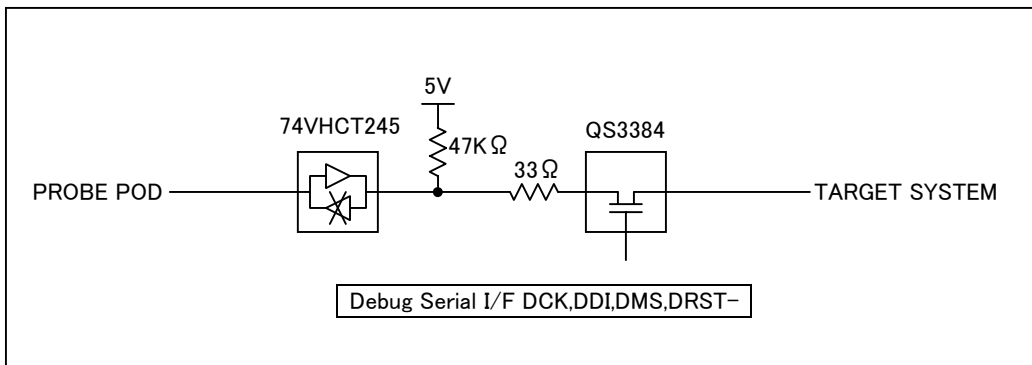 5V
74VHCT245
47KΩ
QS3384
33Ω
PROBE POD
TARGET SYSTEM
Debug Serial I/F DCK,DDI,DMS,DRST-